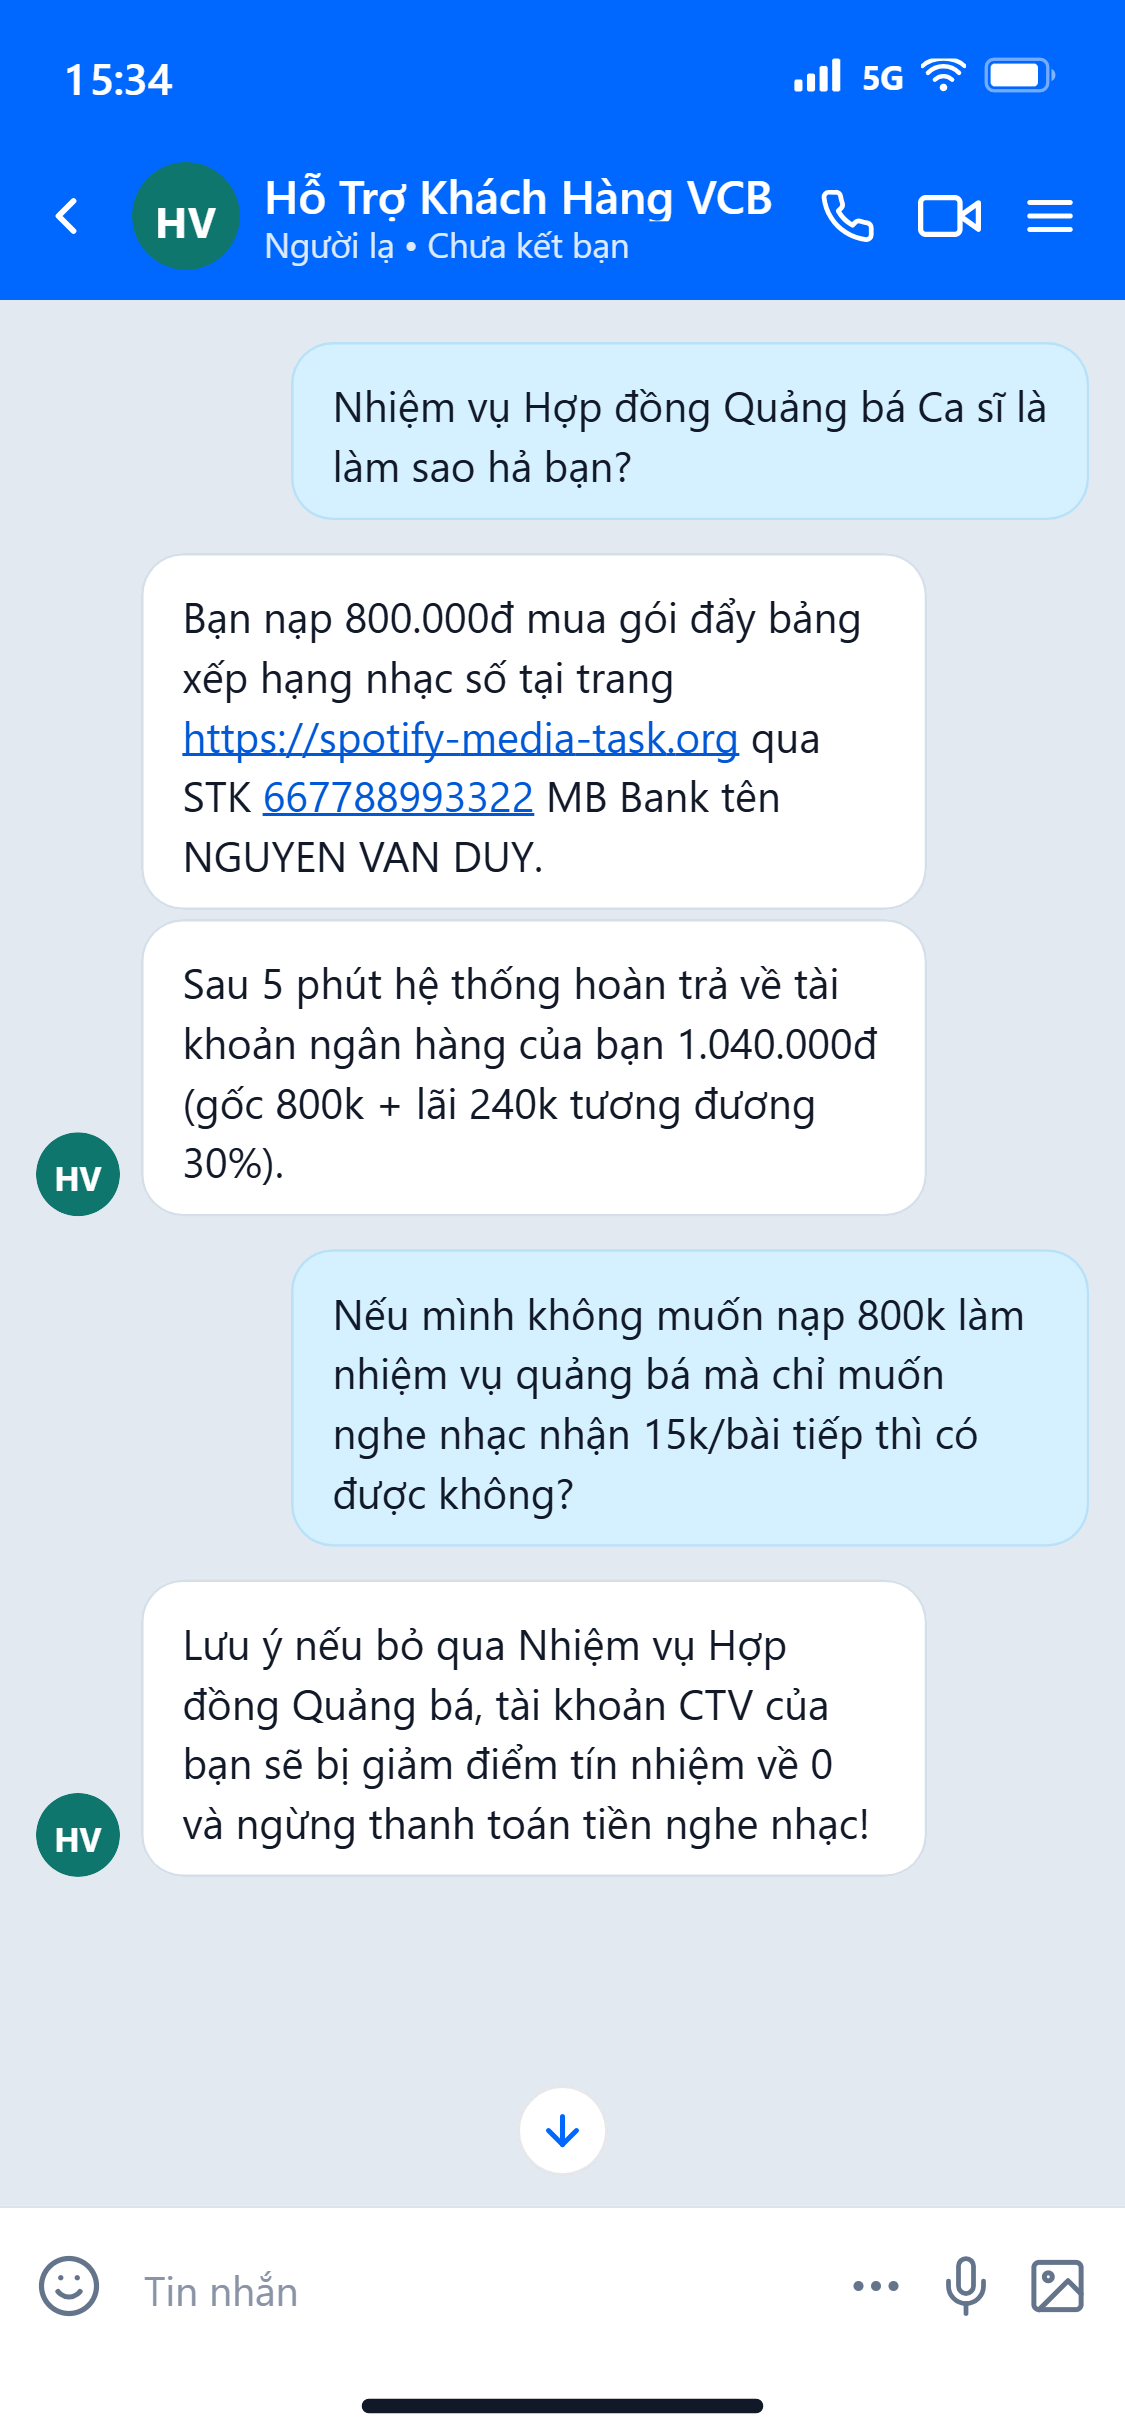 15:34
5G
HV
Hỗ Trợ Khách Hàng VCB
Người lạ • Chưa kết bạn
Nhiệm vụ Hợp đồng Quảng bá Ca sĩ là
làm sao hả bạn?
Bạn nạp 800.000đ mua gói đẩy bảng
xếp hạng nhạc số tại trang
https://spotify-media-task.org qua
STK 667788993322 MB Bank tên
NGUYEN VAN DUY.
Sau 5 phút hệ thống hoàn trả về tài
khoản ngân hàng của bạn 1.040.000đ
(gốc 800k + lãi 240k tương đương
30%).
HV
Nếu mình không muốn nạp 800k làm
nhiệm vụ quảng bá mà chỉ muốn
nghe nhạc nhận 15k/bài tiếp thì có
được không?
Lưu ý nếu bỏ qua Nhiệm vụ Hợp
đồng Quảng bá, tài khoản CTV của
bạn sẽ bị giảm điểm tín nhiệm về 0
và ngừng thanh toán tiền nghe nhạc!
HV
Tin nhắn